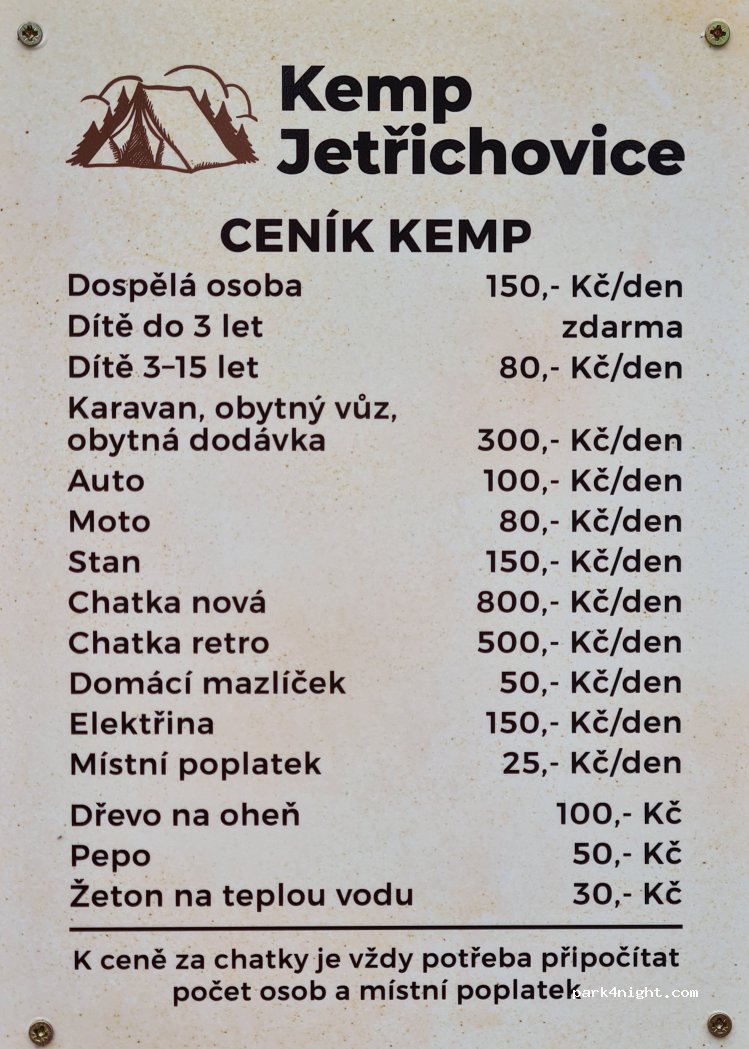 Kemp
Jetřichovice
CENÍK KEMP
Dospělá osoba 150,- Kč/den
Dítě do 3 let zdarma
Dítě 3–15 let 80,- Kč/den
Karavan, obytný vůz,
obytná dodávka 300,- Kč/den
Auto 100,- Kč/den
Moto 80,- Kč/den
Stan 150,- Kč/den
Chatka nová 800,- Kč/den
Chatka retro 500,- Kč/den
Domácí mazlíček 50,- Kč/den
Elektřina 150,- Kč/den
Místní poplatek 25,- Kč/den
Dřevo na oheň 100,- Kč
Pepo 50,- Kč
Žeton na teplou vodu 30,- Kč
K ceně za chatky je vždy potřeba připočítat
počet osob a místní poplatek
park4night.com